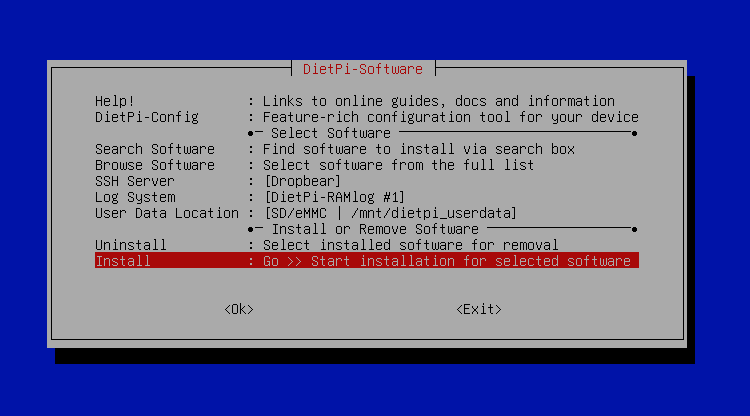 DietPi-Software
Help! : Links to online guides, docs and information
DietPi-Config : Feature-rich configuration tool for your device
●─ Select Software ─●
Search Software : Find software to install via search box
Browse Software : Select software from the full list
SSH Server : [Dropbear]
Log System : [DietPi-RAMlog #1]
User Data Location : [SD/eMMC | /mnt/dietpi_userdata]
●─ Install or Remove Software ─●
Uninstall : Select installed software for removal
Install : Go >> Start installation for selected software
<Ok> <Exit>